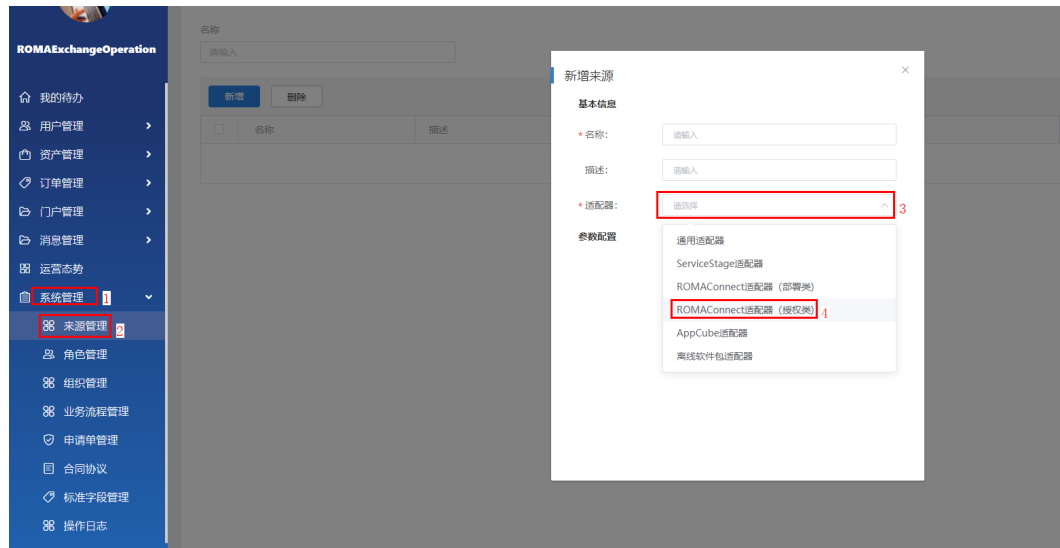 ROMAExchangeOperation
我的待办
用户管理
资产管理
订单管理
门户管理
消息管理
运营态势
系统管理 1
来源管理 2
角色管理
组织管理
业务流程管理
申请单管理
合同协议
标准字段管理
操作日志
名称
请输入
新增 删除
名称 描述
新增来源
基本信息
* 名称: 请输入
描述: 请输入
* 适配器: 请选择 3
参数配置
通用适配器
ServiceStage适配器
ROMAConnect适配器（部署类）
ROMAConnect适配器（授权类） 4
AppCube适配器
离线软件包适配器